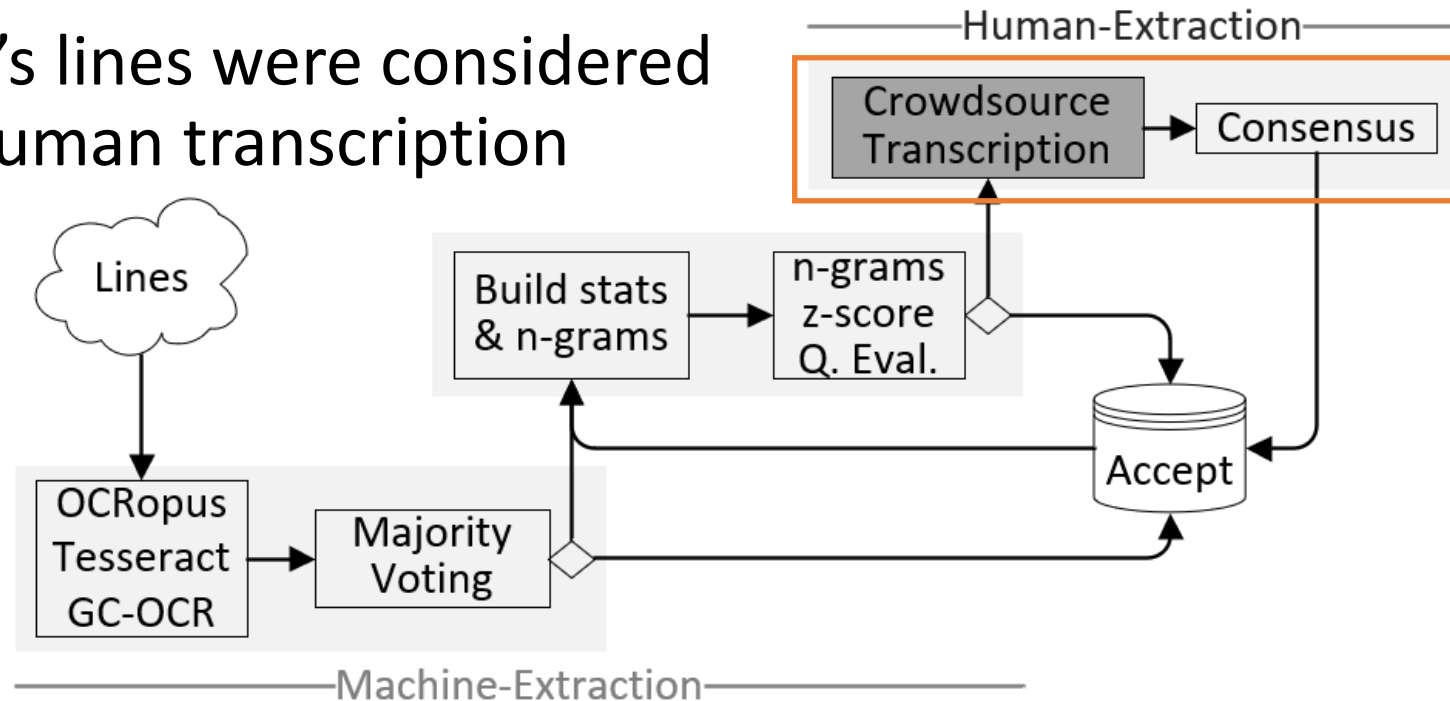 's lines were considered
uman transcription
Human-Extraction
Crowdsource
Transcription
Consensus
Lines
Build stats
& n-grams
n-grams
z-score
Q. Eval.
Accept
OCRopus
Tesseract
GC-OCR
Majority
Voting
Machine-Extraction